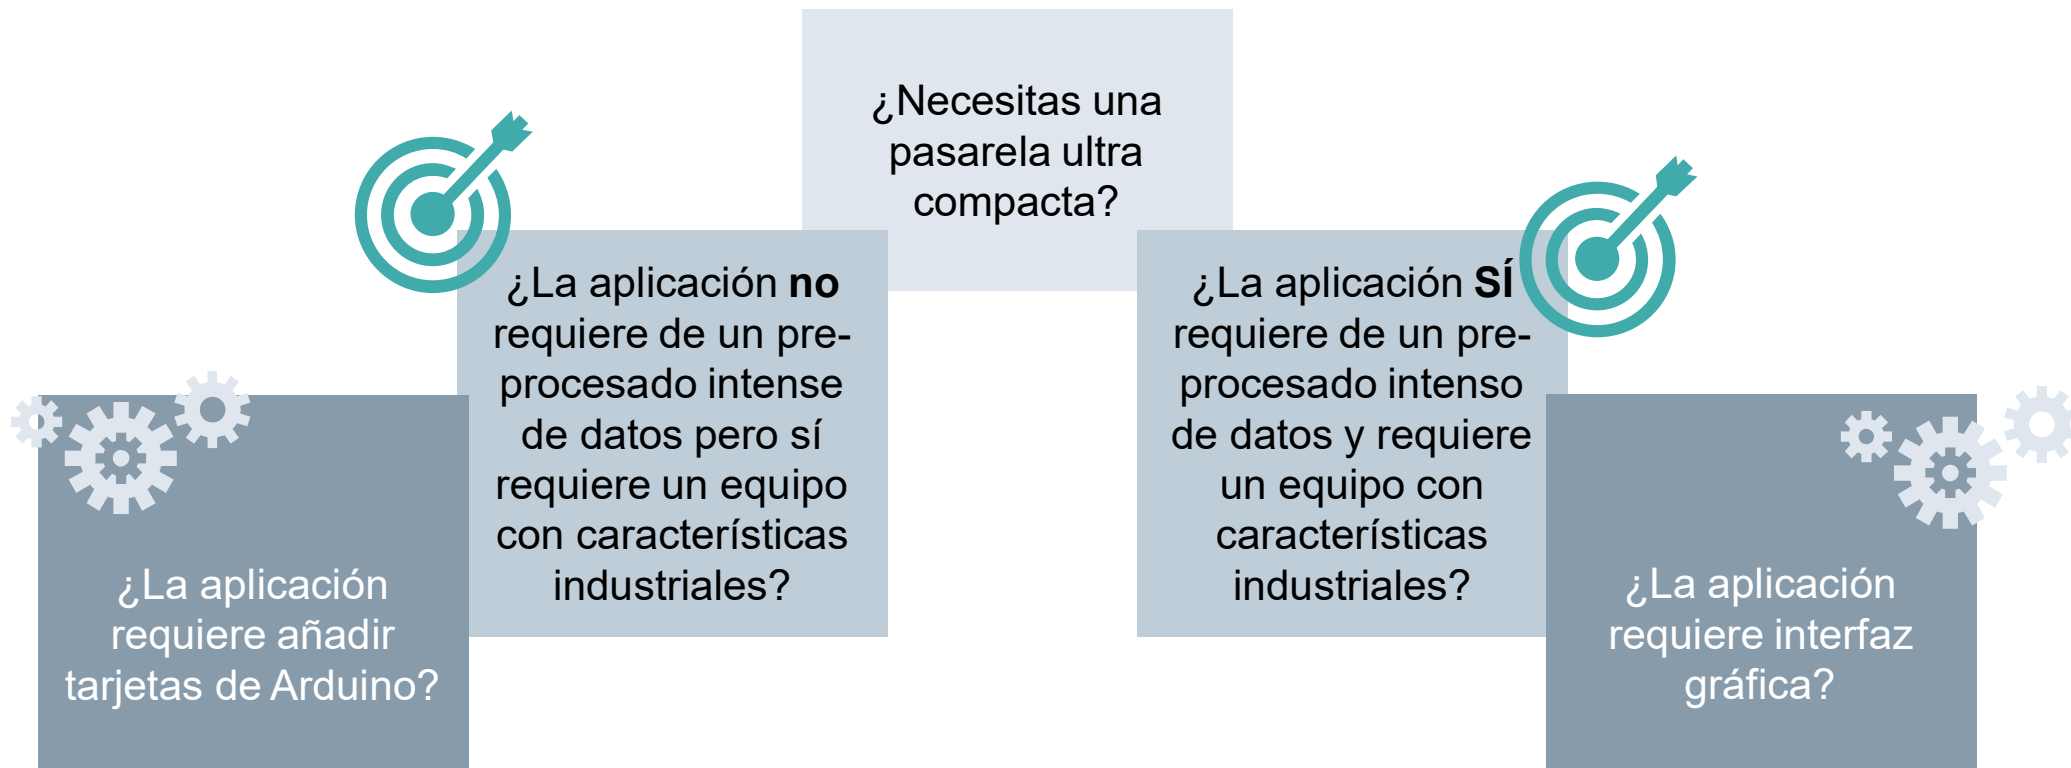 ¿Necesitas una
pasarela ultra
compacta?
¿La aplicación no
requiere de un pre-
procesado intense
de datos pero sí
requiere un equipo
con características
industriales?
¿La aplicación SÍ
requiere de un pre-
procesado intenso
de datos y requiere
un equipo con
características
industriales?
¿La aplicación
requiere añadir
tarjetas de Arduino?
¿La aplicación
requiere interfaz
gráfica?